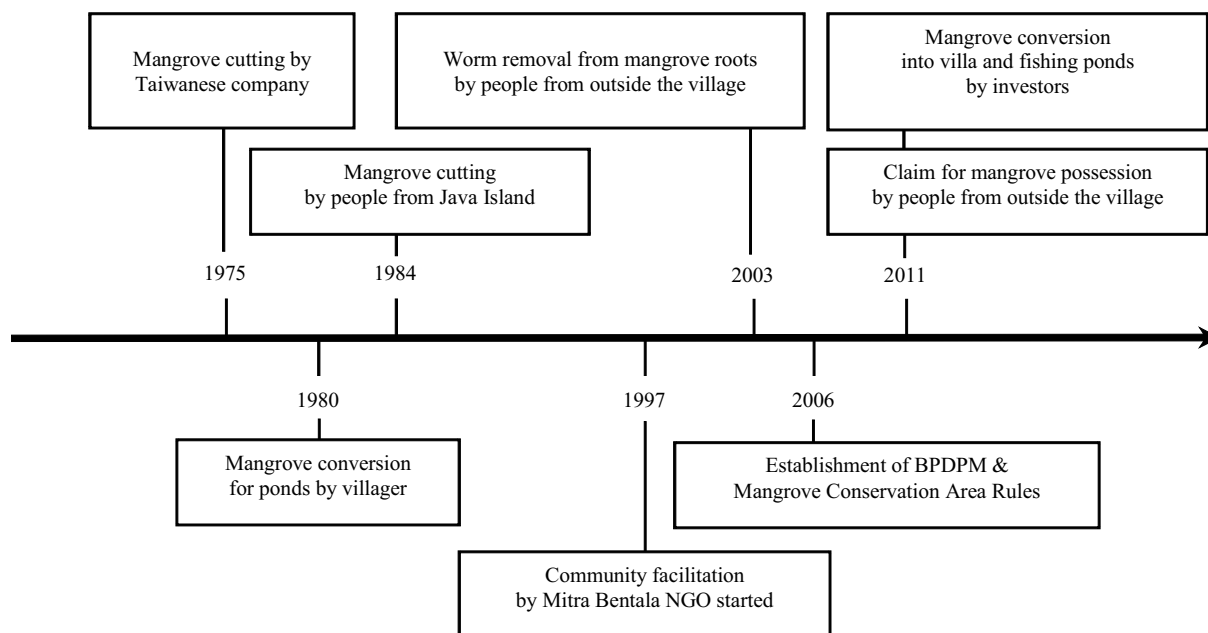 Mangrove cutting by
Taiwanese company
Worm removal from mangrove roots
by people from outside the village
Mangrove conversion
into villa and fishing ponds
by investors
Mangrove cutting
by people from Java Island
Claim for mangrove possession
by people from outside the village
1975
1984
2003
2011
1980
1997
2006
Mangrove conversion
for ponds by villager
Establishment of BPDPM &
Mangrove Conservation Area Rules
Community facilitation
by Mitra Bentala NGO started